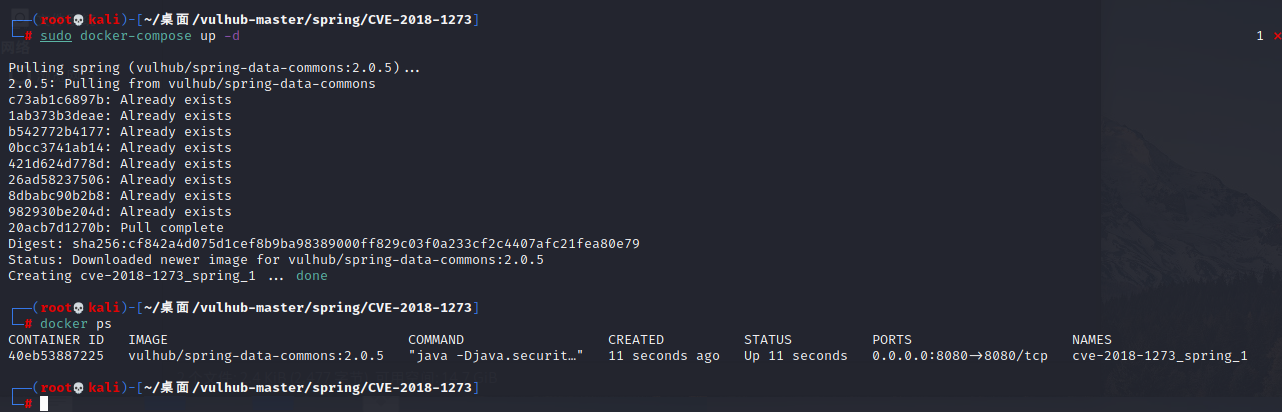 ┌──(root💀kali)-[~/桌面/vulhub-master/spring/CVE-2018-1273]
└─# sudo docker-compose up -d 1 ⨯
Pulling spring (vulhub/spring-data-commons:2.0.5)...
2.0.5: Pulling from vulhub/spring-data-commons
c73ab1c6897b: Already exists
1ab373b3deae: Already exists
b542772b4177: Already exists
0bcc3741ab14: Already exists
421d624d778d: Already exists
26ad58237506: Already exists
8dbabc90b2b8: Already exists
982930be204d: Already exists
20acb7d1270b: Pull complete
Digest: sha256:cf842a4d075d1cef8b9ba98389000ff829c03f0a233cf2c4407afc21fea80e79
Status: Downloaded newer image for vulhub/spring-data-commons:2.0.5
Creating cve-2018-1273_spring_1 ... done
┌──(root💀kali)-[~/桌面/vulhub-master/spring/CVE-2018-1273]
└─# docker ps
CONTAINER ID IMAGE COMMAND CREATED STATUS PORTS NAMES
40eb53887225 vulhub/spring-data-commons:2.0.5 "java -Djava.securit…" 11 seconds ago Up 11 seconds 0.0.0.0:8080->8080/tcp cve-2018-1273_spring_1
┌──(root💀kali)-[~/桌面/vulhub-master/spring/CVE-2018-1273]
└─#